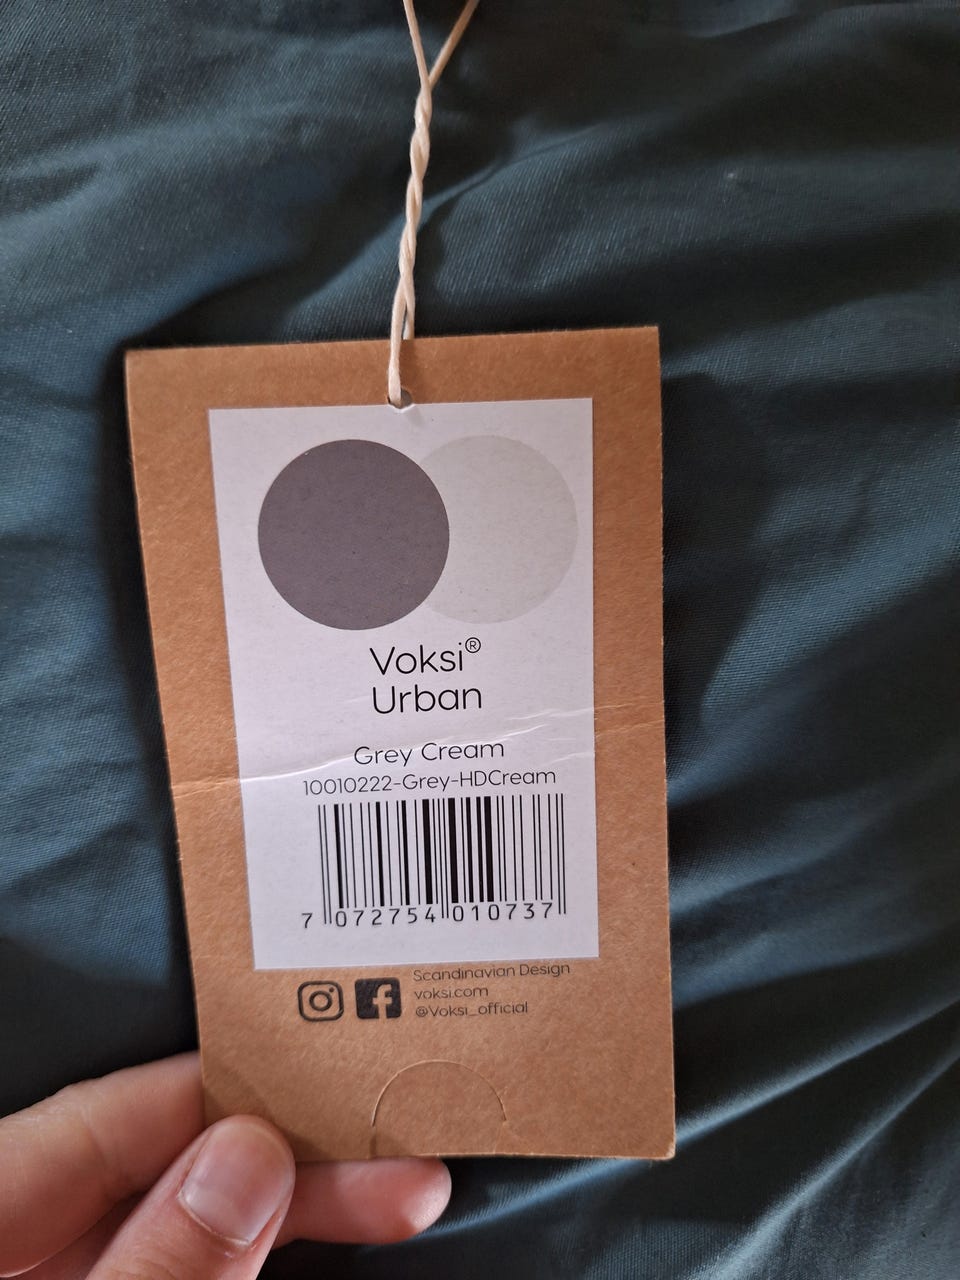 Voksi®
Urban
Grey Cream
10010222-Grey-HDCream
7 072754 010737
Scandinavian Design
voksi.com
@Voksi_official